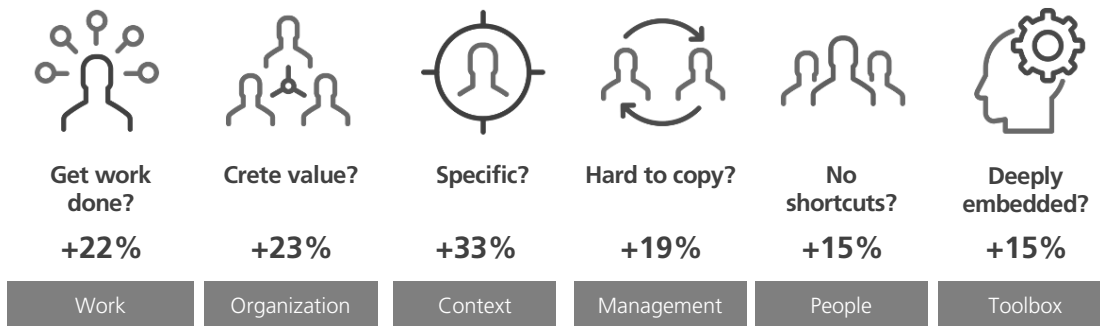 Get work
done?
Crete value?
Specific?
Hard to copy?
No
shortcuts?
Deeply
embedded?
+22%
+23%
+33%
+19%
+15%
+15%
Work
Organization
Context
Management
People
Toolbox